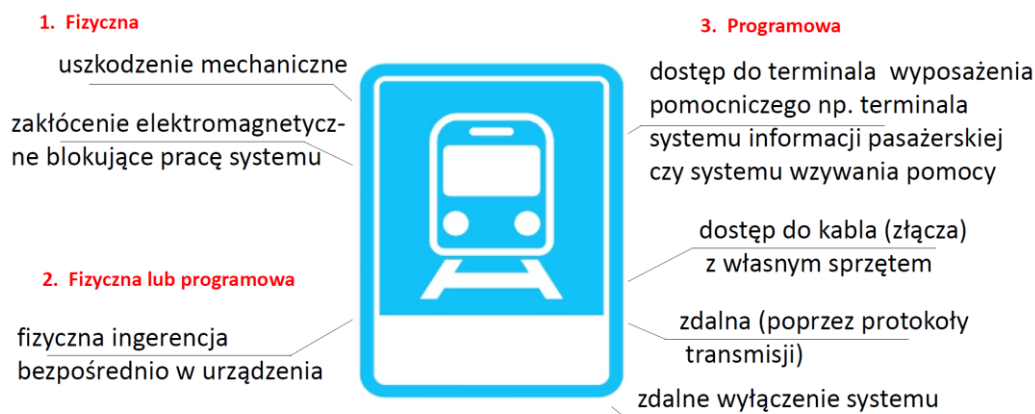 1. Fizyczna
uszkodzenie mechaniczne
zakłócenie elektromagnetycz-
ne blokujące pracę systemu
2. Fizyczna lub programowa
fizyczna ingerencja
bezpośrednio w urządzenia
3. Programowa
dostęp do terminala wyposażenia
pomocniczego np. terminala
systemu informacji pasażerskiej
czy systemu wzywania pomocy
dostęp do kabla (złącza)
z własnym sprzętem
zdalna (poprzez protokoły
transmisji)
zdalne wyłączenie systemu